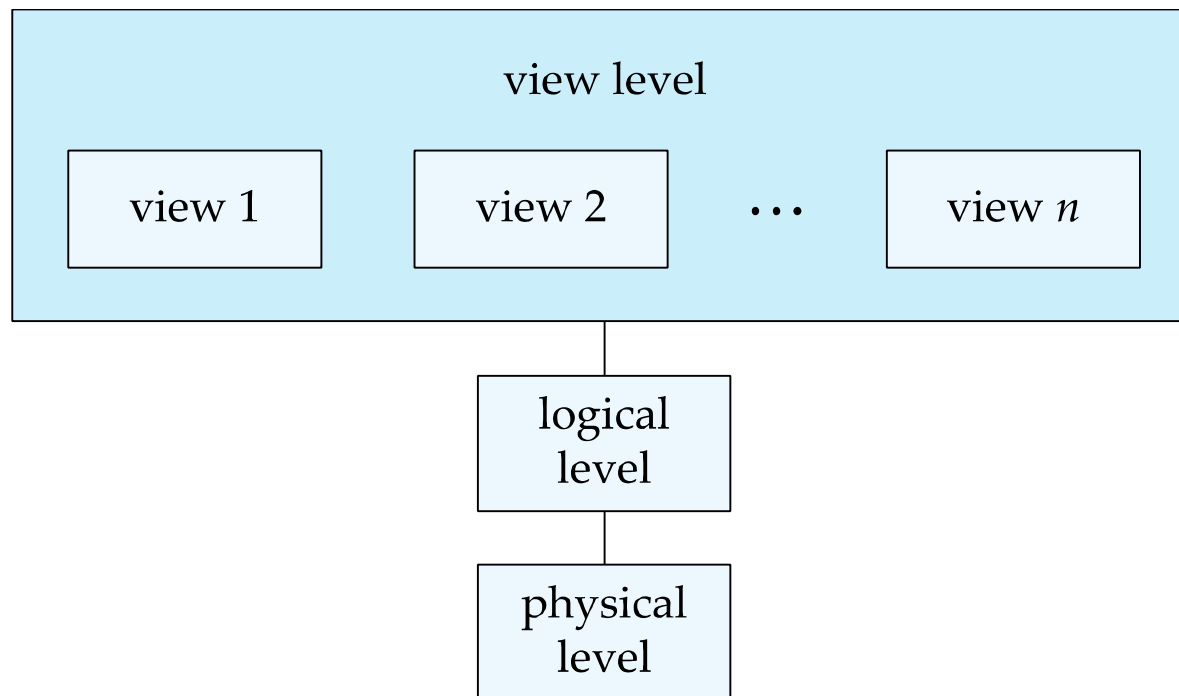 view level
view 1 view 2 … view n
logical
level
physical
level